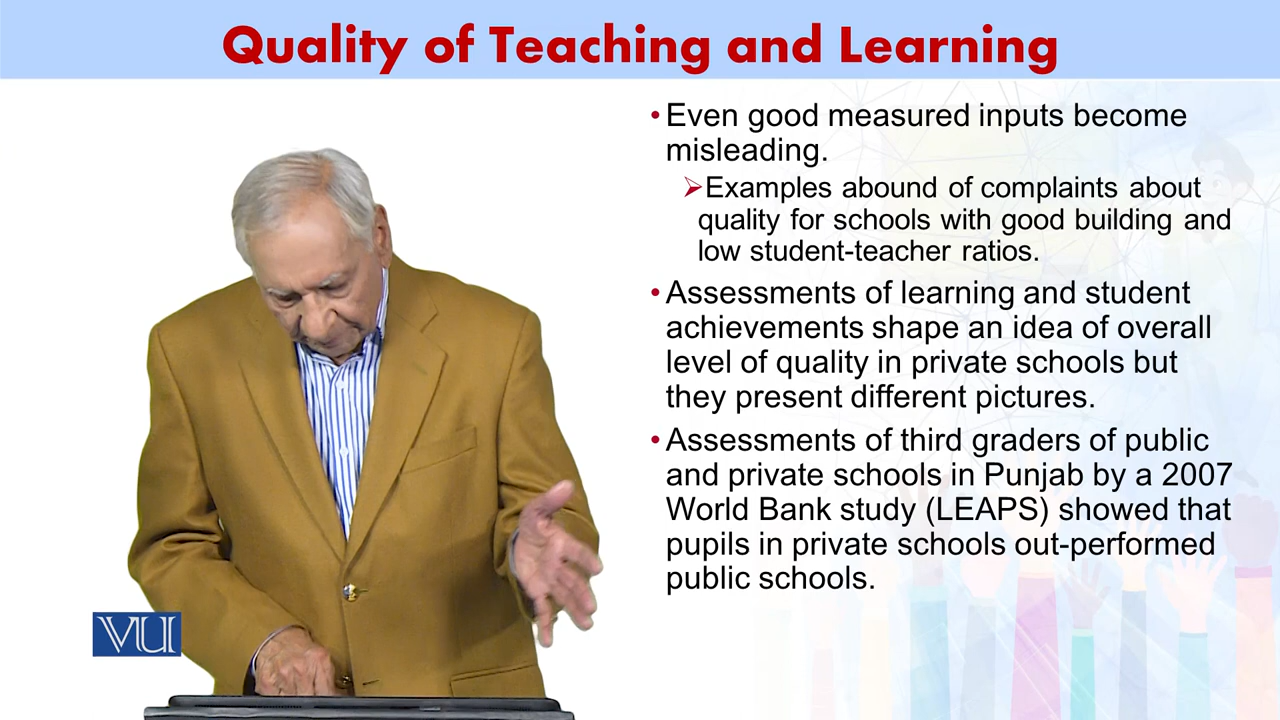 Quality of Teaching and Learning
•Even good measured inputs become
misleading.
➢Examples abound of complaints about
quality for schools with good building and
low student-teacher ratios.
•Assessments of learning and student
achievements shape an idea of overall
level of quality in private schools but
they present different pictures.
•Assessments of third graders of public
and private schools in Punjab by a 2007
World Bank study (LEAPS) showed that
pupils in private schools out-performed
public schools.
VU